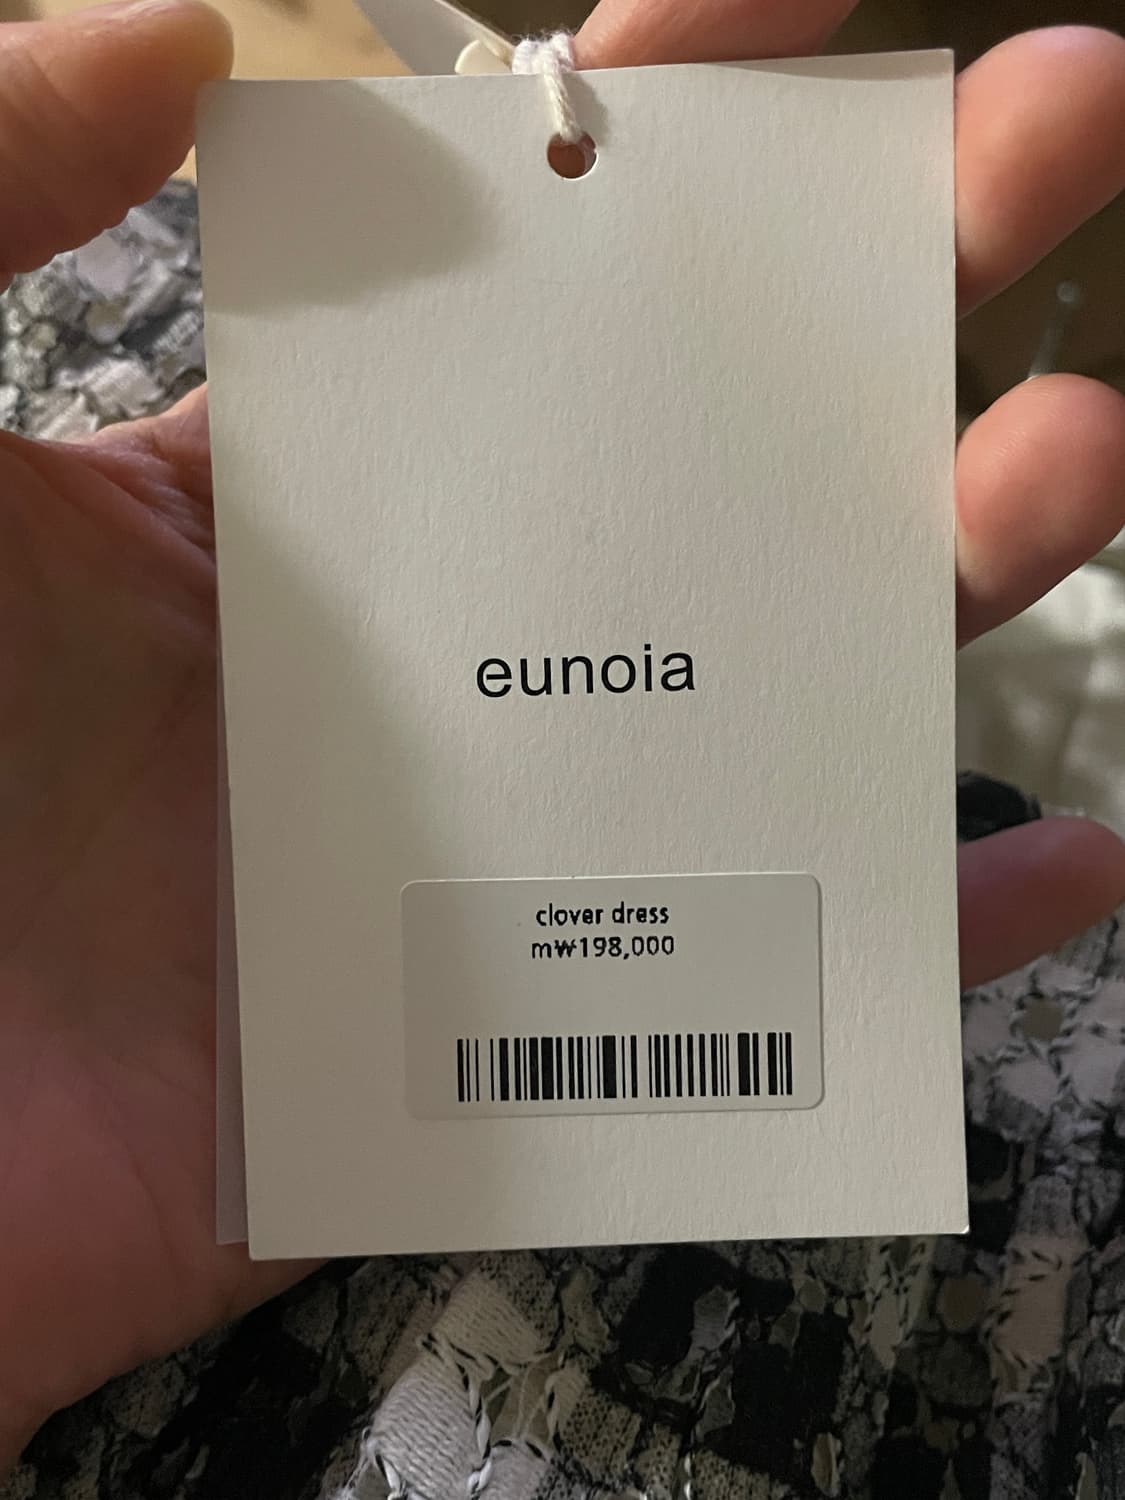 eunoia
clover dress
m₩198,000